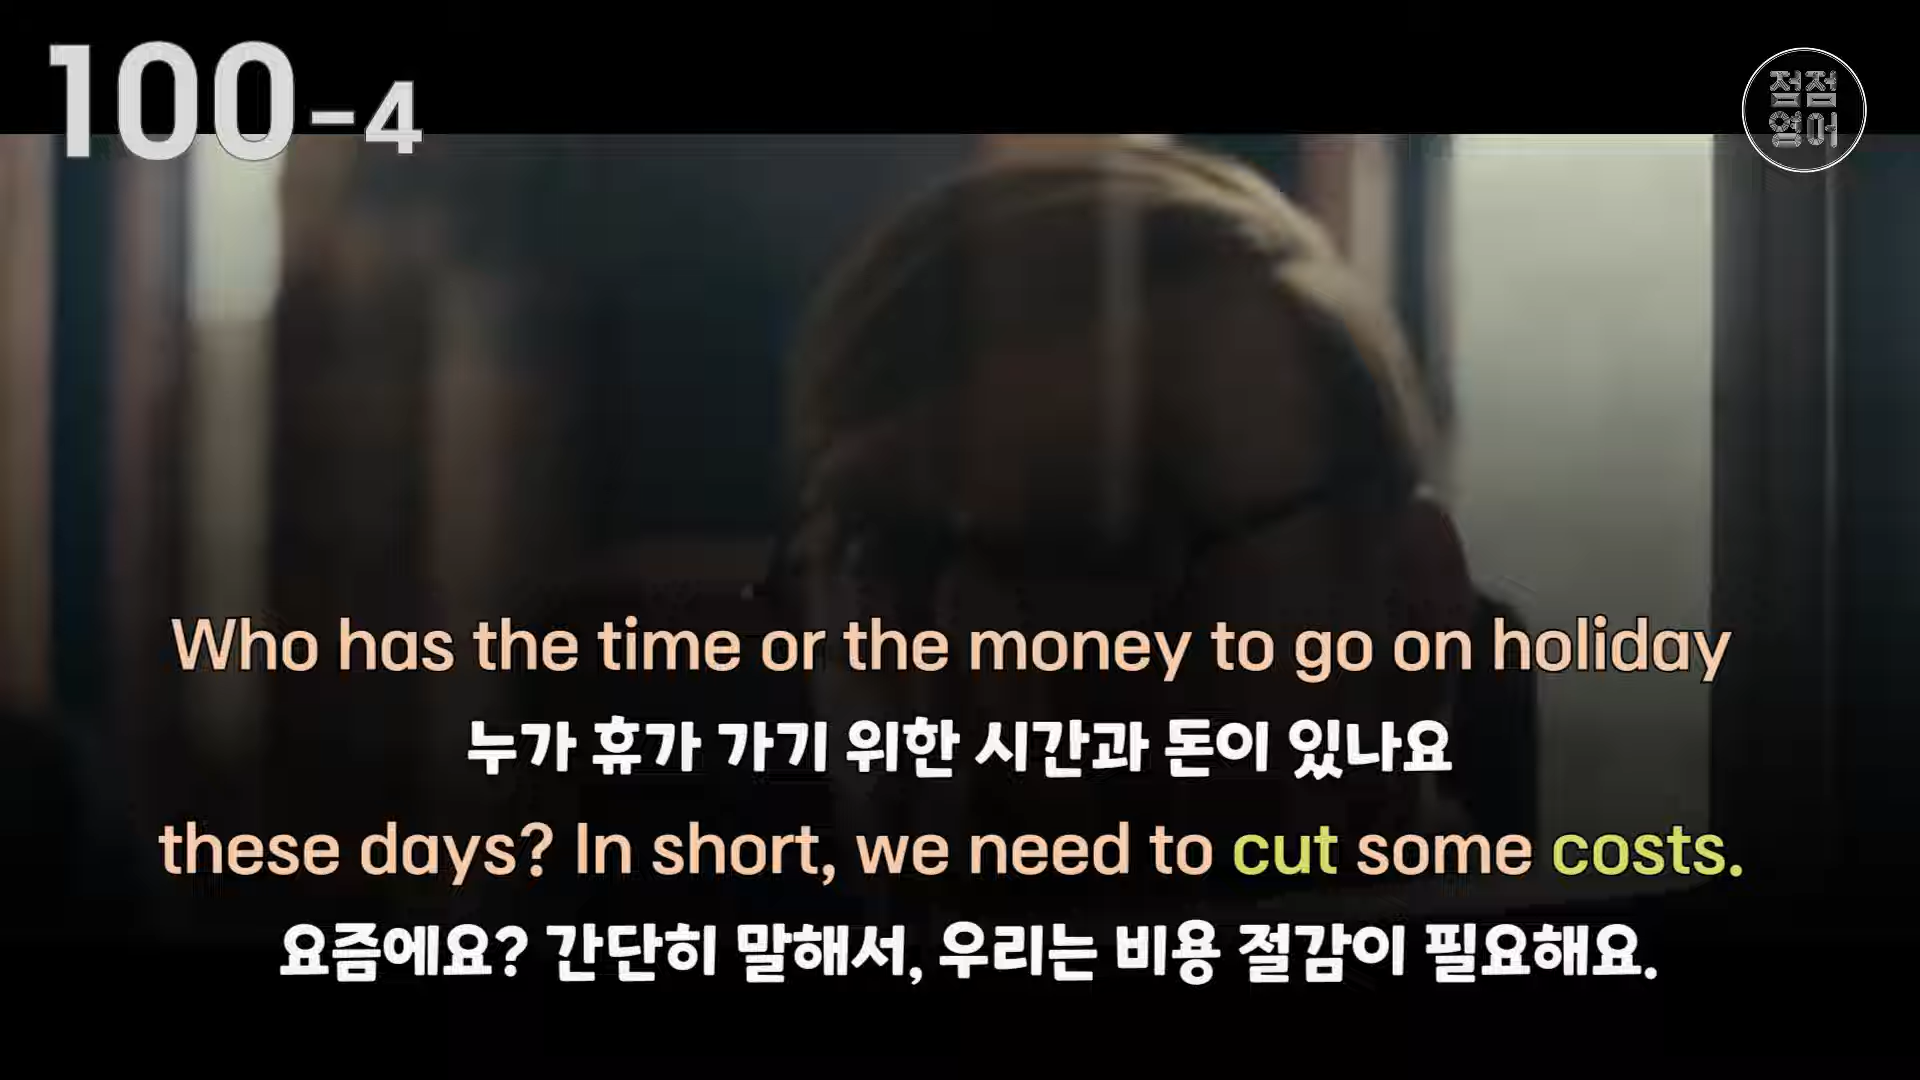 100-4
점점
영어
Who has the time or the money to go on holiday
누가 휴가 가기 위한 시간과 돈이 있나요
these days? In short, we need to cut some costs.
요즘에요? 간단히 말해서, 우리는 비용 절감이 필요해요.